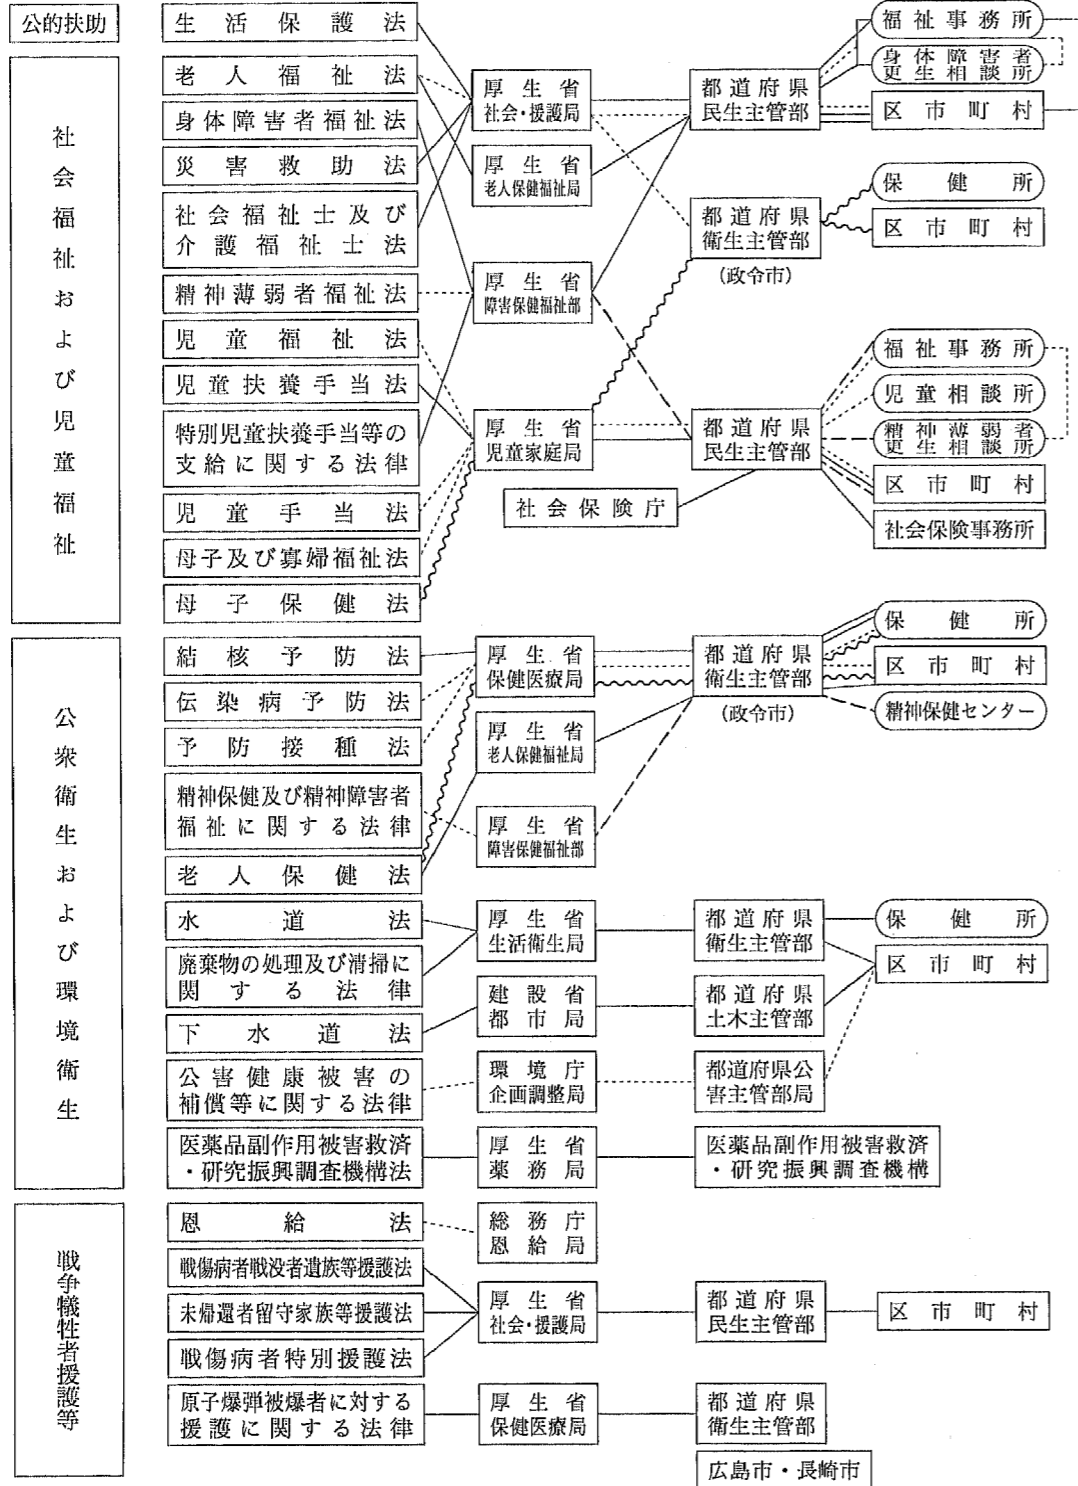 公的扶助
社会福祉および児童福祉
公衆衛生および環境衛生
戦争犠牲者援護等
生活保護法
老人福祉法
身体障害者福祉法
災害救助法
社会福祉士及び
介護福祉士法
精神薄弱者福祉法
児童福祉法
児童扶養手当法
特別児童扶養手当等の
支給に関する法律
児童手当法
母子及び寡婦福祉法
母子保健法
結核予防法
伝染病予防法
予防接種法
精神保健及び精神障害者
福祉に関する法律
老人保健法
水道法
廃棄物の処理及び清掃に
関する法律
下水道法
公害健康被害の
補償等に関する法律
医薬品副作用被害救済
・研究振興調査機構法
恩給法
戦傷病者戦没者遺族等援護法
未帰還者留守家族等援護法
戦傷病者特別援護法
原子爆弾被爆者に対する
援護に関する法律
厚生省
社会・援護局
厚生省
老人保健福祉局
厚生省
障害保健福祉部
厚生省
児童家庭局
社会保険庁
厚生省
保健医療局
厚生省
老人保健福祉局
厚生省
障害保健福祉部
厚生省
生活衛生局
建設省
都市局
環境庁
企画調整局
厚生省
薬務局
総務庁
恩給局
厚生省
社会・援護局
厚生省
保健医療局
都道府県
民生主管部
都道府県
衛生主管部
(政令市)
都道府県
民生主管部
都道府県
衛生主管部
(政令市)
都道府県
衛生主管部
都道府県
土木主管部
都道府県公
害主管部局
医薬品副作用被害救済
・研究振興調査機構
都道府県
民生主管部
都道府県
衛生主管部
広島市・長崎市
福祉事務所
身体障害者
更生相談所
区市町村
保健所
区市町村
福祉事務所
児童相談所
精神薄弱者
更生相談所
区市町村
社会保険事務所
保健所
区市町村
精神保健センター
保健所
区市町村
区市町村